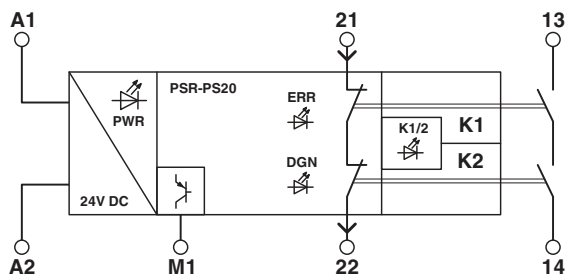 A1 21 13
PSR-PS20
ERR
PWR
K1/2 K1
DGN K2
24V DC
A2 M1 22 14